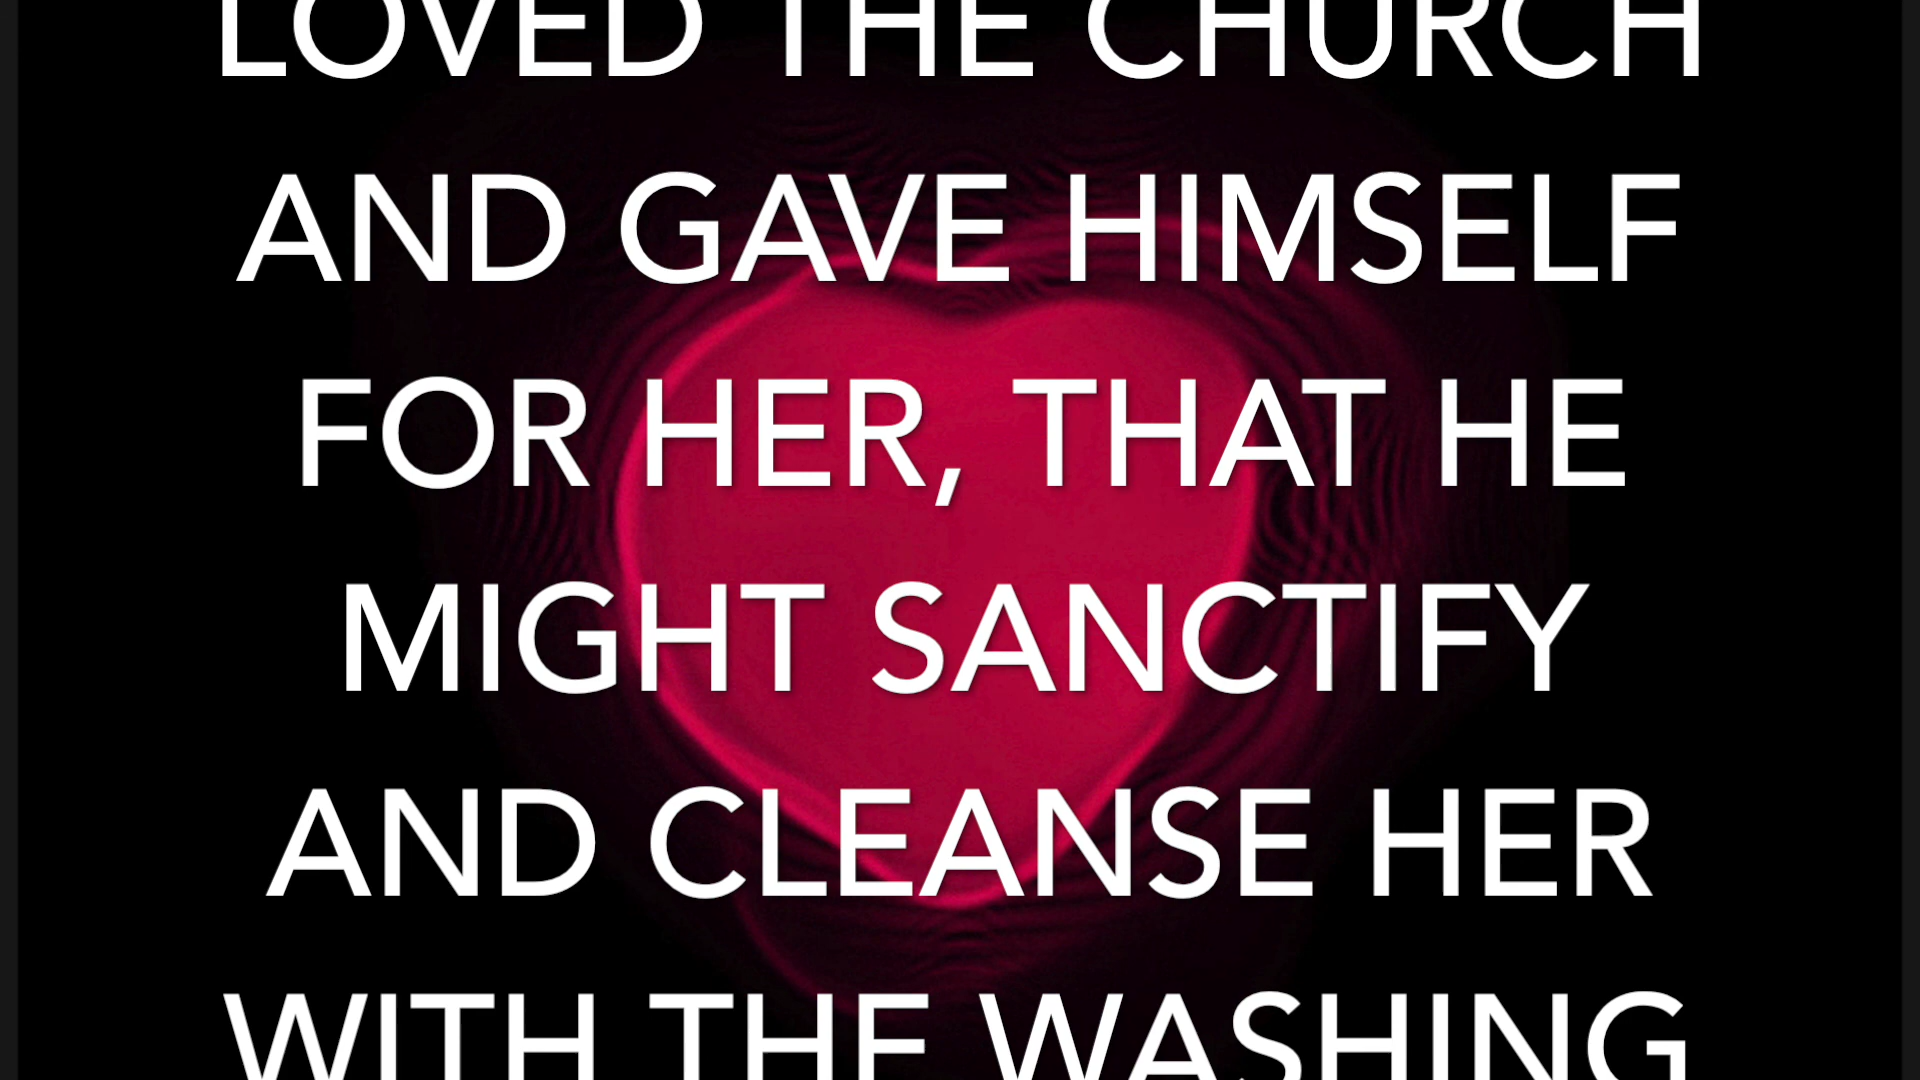 LOVED THE CHURCH
AND GAVE HIMSELF
FOR HER, THAT HE
MIGHT SANCTIFY
AND CLEANSE HER
WITH THE WASHING